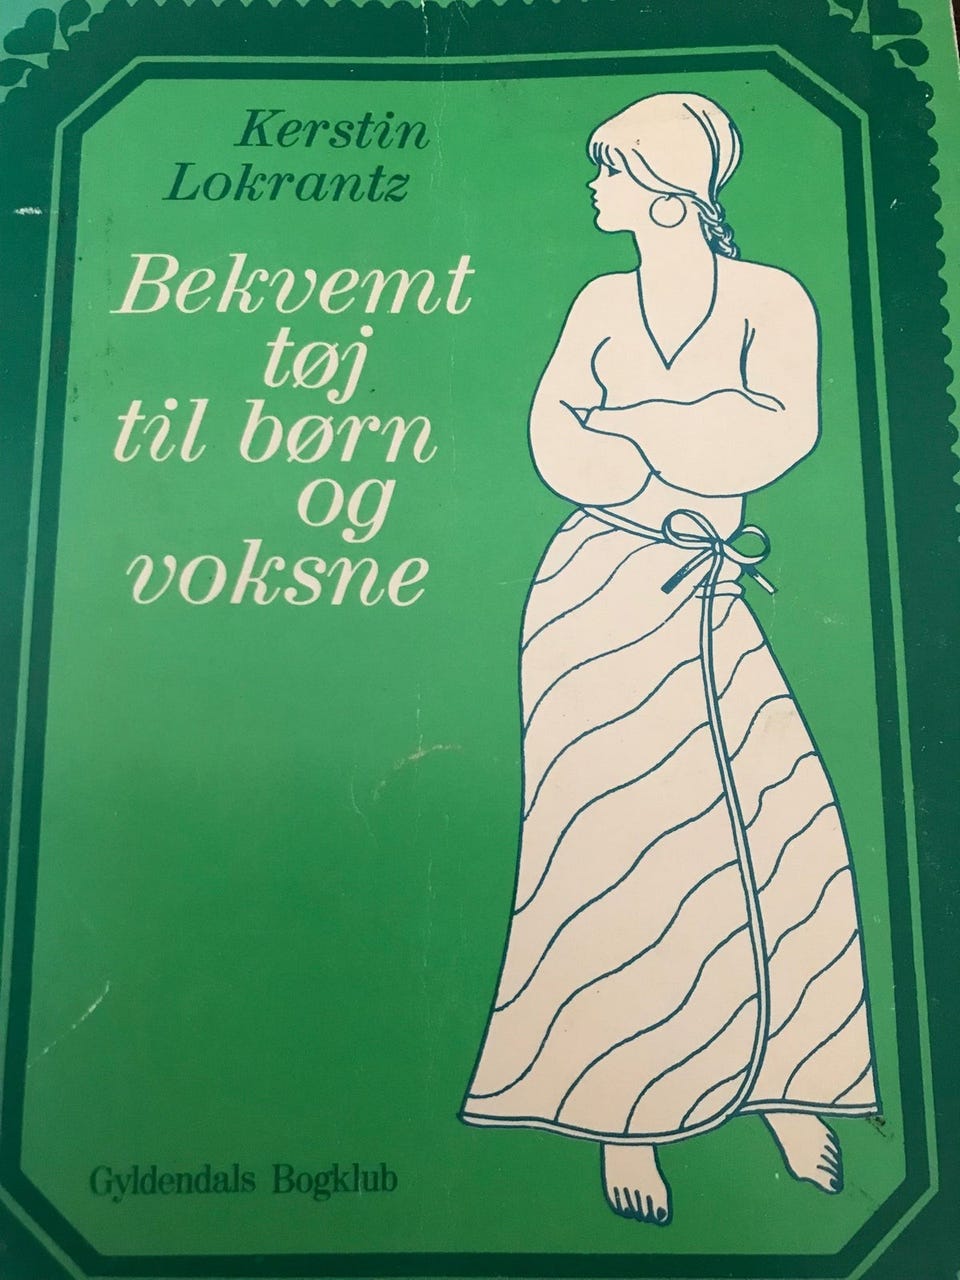 Kerstin
Lokrantz
Bekvemt
tøj
til børn
og
voksne
Gyldendals Bogklub